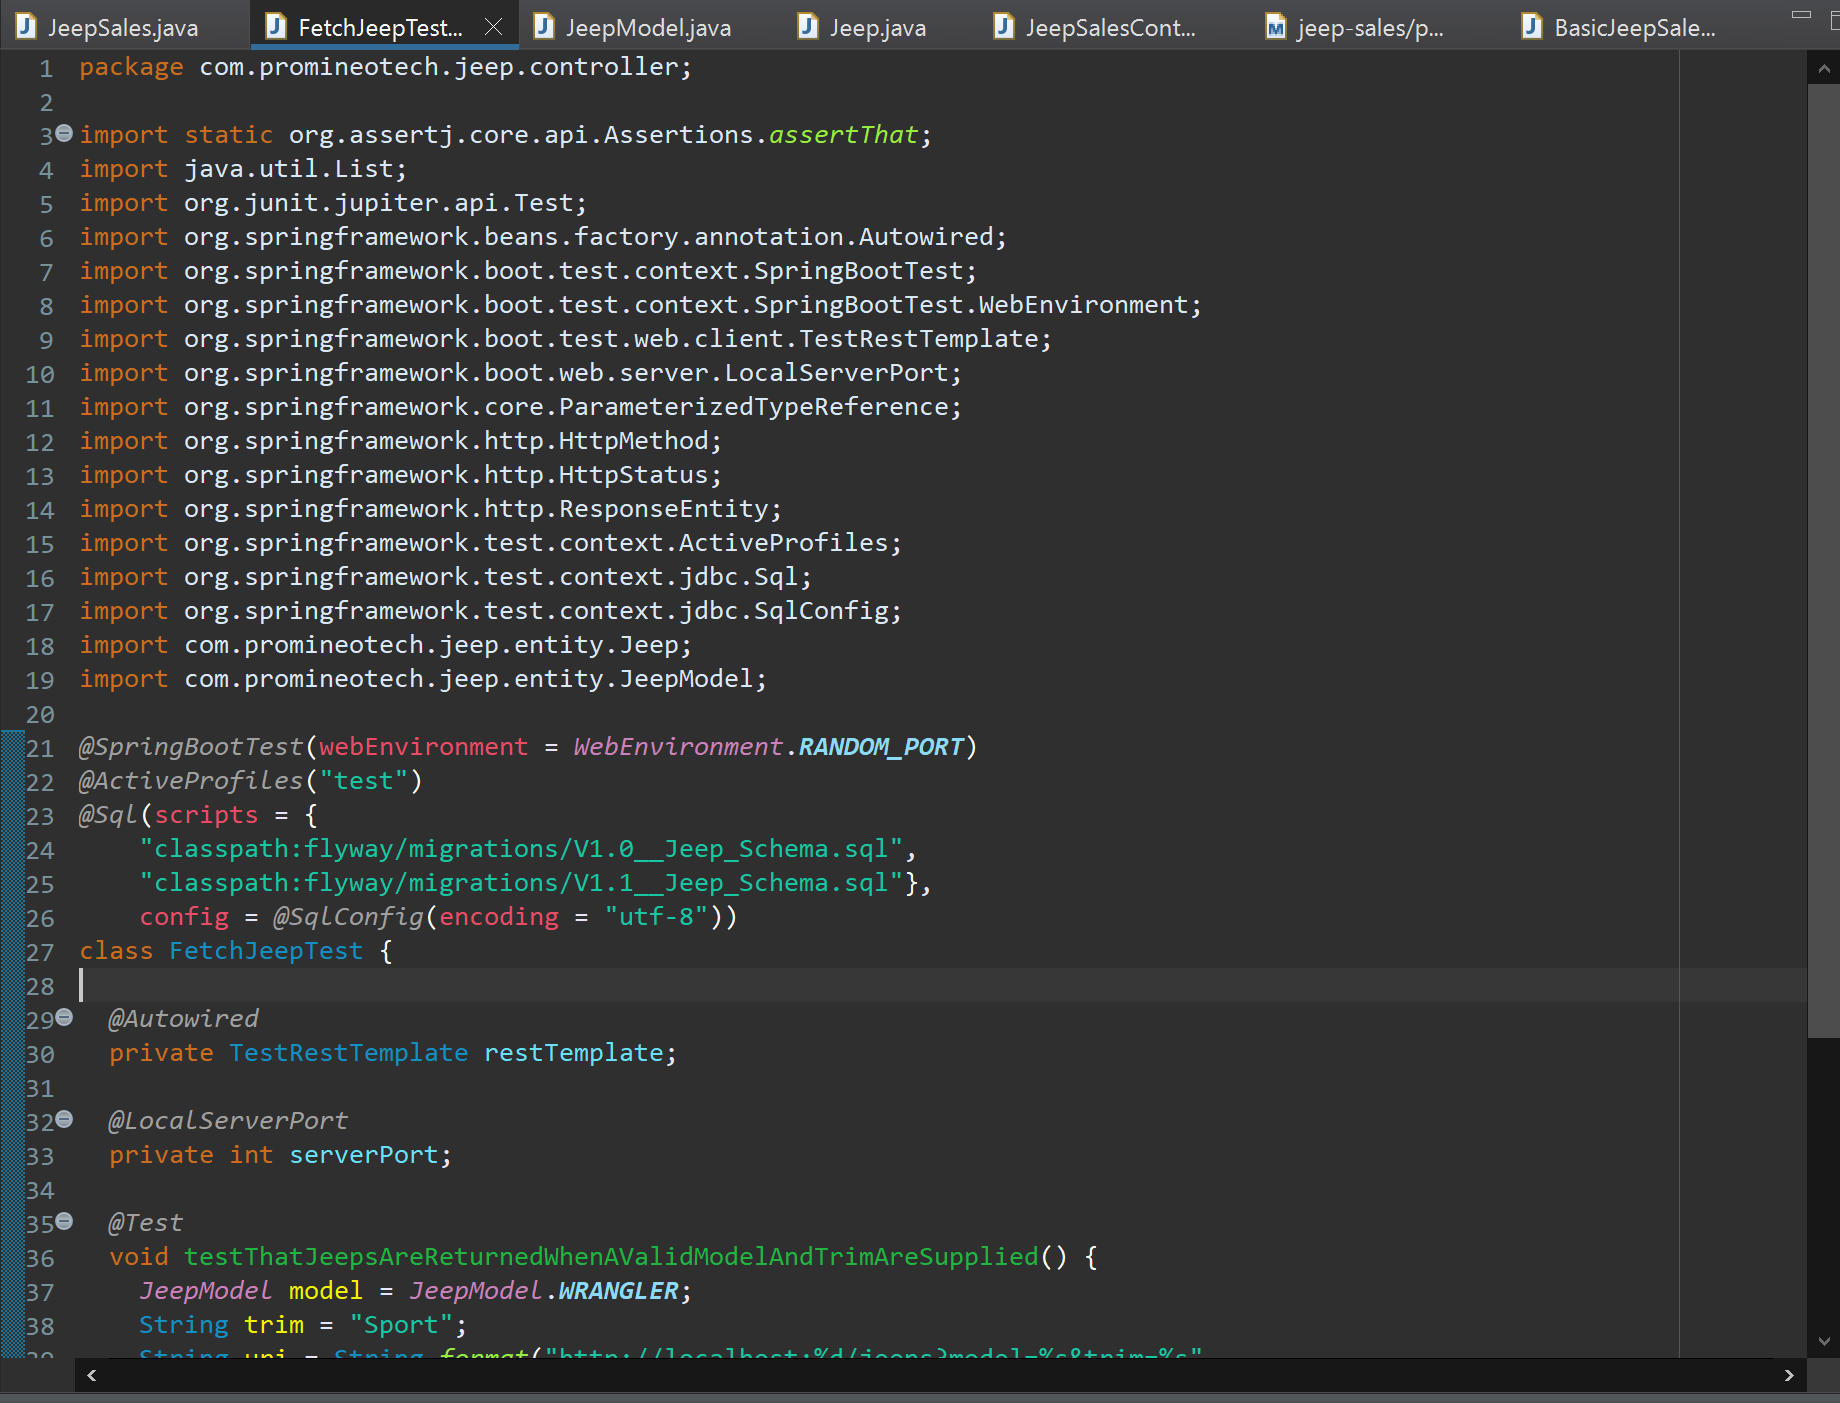 JeepSales.java FetchJeepTest... JeepModel.java Jeep.java JeepSalesCont... jeep-sales/p... BasicJeepSale...
1 package com.promineotech.jeep.controller;
2
3 import static org.assertj.core.api.Assertions.assertThat;
4 import java.util.List;
5 import org.junit.jupiter.api.Test;
6 import org.springframework.beans.factory.annotation.Autowired;
7 import org.springframework.boot.test.context.SpringBootTest;
8 import org.springframework.boot.test.context.SpringBootTest.WebEnvironment;
9 import org.springframework.boot.test.web.client.TestRestTemplate;
10 import org.springframework.boot.web.server.LocalServerPort;
11 import org.springframework.core.ParameterizedTypeReference;
12 import org.springframework.http.HttpMethod;
13 import org.springframework.http.HttpStatus;
14 import org.springframework.http.ResponseEntity;
15 import org.springframework.test.context.ActiveProfiles;
16 import org.springframework.test.context.jdbc.Sql;
17 import org.springframework.test.context.jdbc.SqlConfig;
18 import com.promineotech.jeep.entity.Jeep;
19 import com.promineotech.jeep.entity.JeepModel;
20
21 @SpringBootTest(webEnvironment = WebEnvironment.RANDOM_PORT)
22 @ActiveProfiles("test")
23 @Sql(scripts = {
24 "classpath:flyway/migrations/V1.0__Jeep_Schema.sql",
25 "classpath:flyway/migrations/V1.1__Jeep_Schema.sql"},
26 config = @SqlConfig(encoding = "utf-8"))
27 class FetchJeepTest {
28
29 @Autowired
30 private TestRestTemplate restTemplate;
31
32 @LocalServerPort
33 private int serverPort;
34
35 @Test
36 void testThatJeepsAreReturnedWhenAValidModelAndTrimAreSupplied() {
37 JeepModel model = JeepModel.WRANGLER;
38 String trim = "Sport";
39 String uri = String.format("http://localhost:%d/jeeps?model=%s&trim=%s"